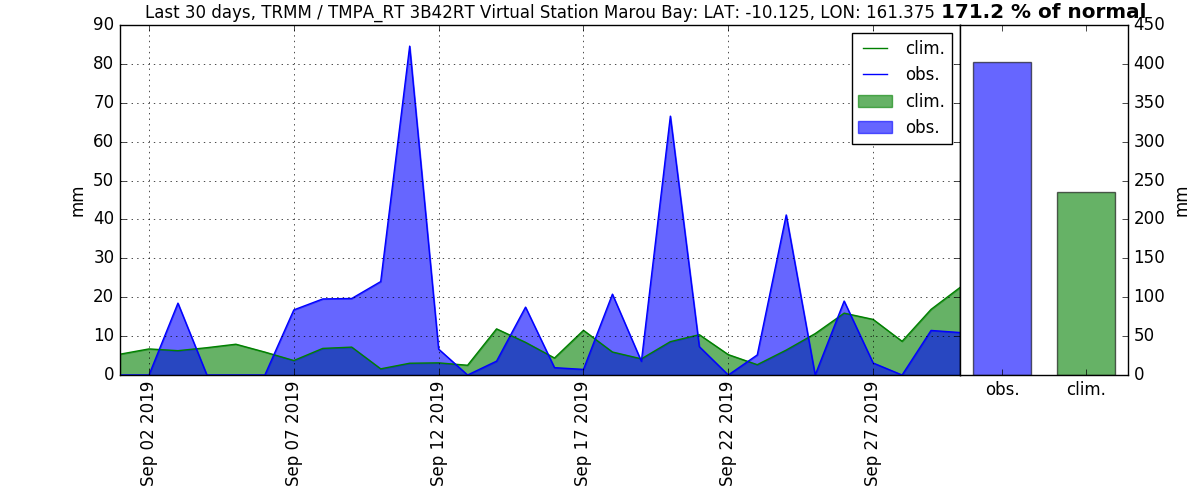 Last 30 days, TRMM / TMPA_RT 3B42RT Virtual Station Marou Bay: LAT: -10.125, LON: 161.375 171.2 % of normal
90
80
70
60
50
40
30
20
10
0
mm
clim.
obs.
clim.
obs.
Sep 02 2019
Sep 07 2019
Sep 12 2019
Sep 17 2019
Sep 22 2019
Sep 27 2019
450
400
350
300
250
200
150
100
50
0
mm
obs. clim.